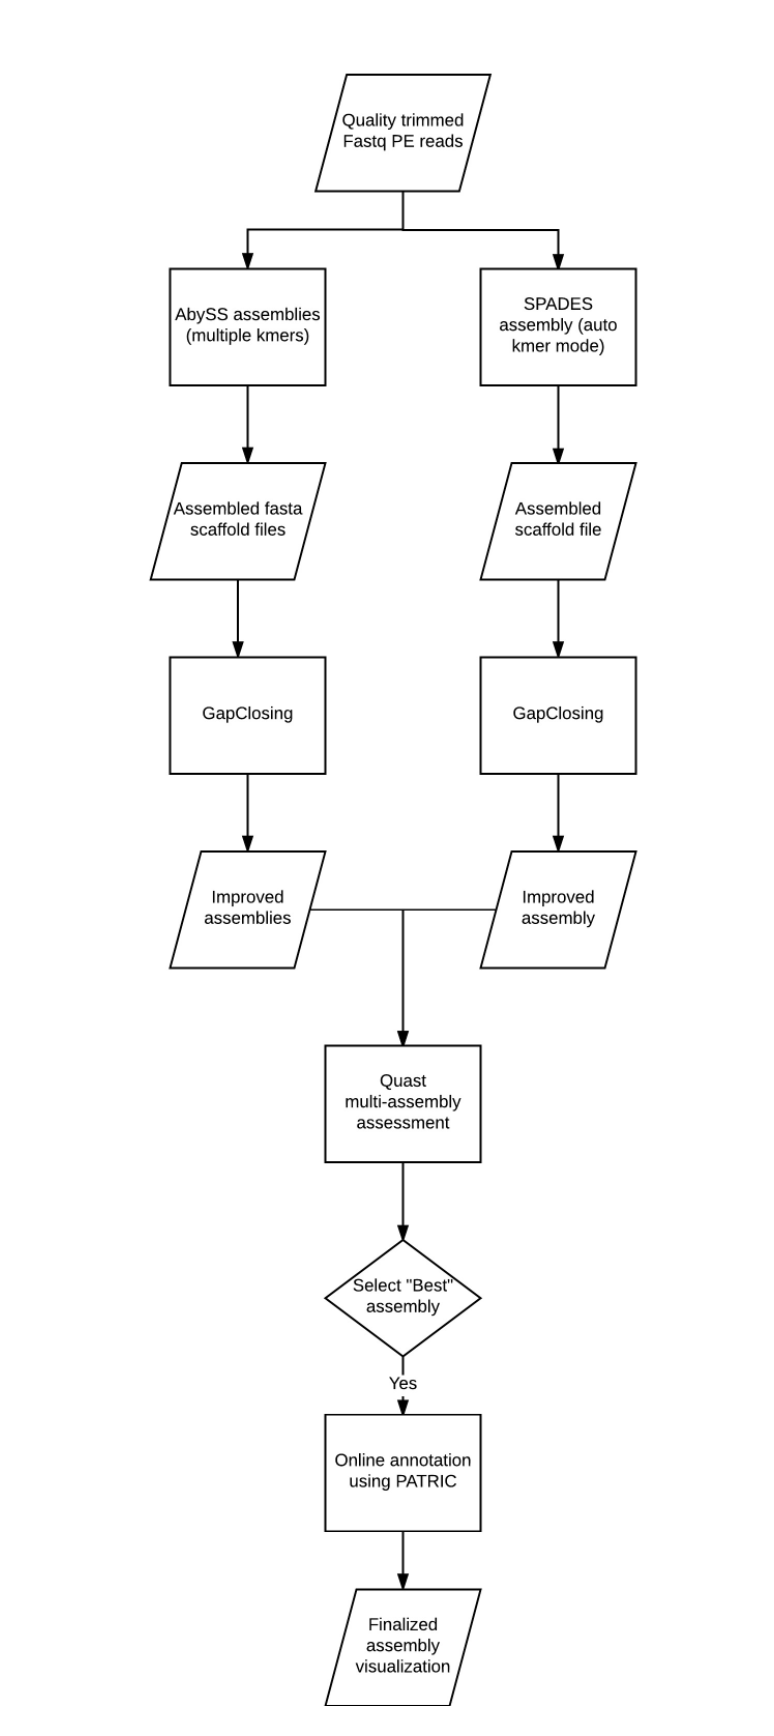 Quality trimmed
Fastq PE reads
AbySS assemblies
(multiple kmers)
SPADES
assembly (auto
kmer mode)
Assembled fasta
scaffold files
Assembled
scaffold file
GapClosing
GapClosing
Improved
assemblies
Improved
assembly
Quast
multi-assembly
assessment
Select "Best"
assembly
Yes
Online annotation
using PATRIC
Finalized
assembly
visualization